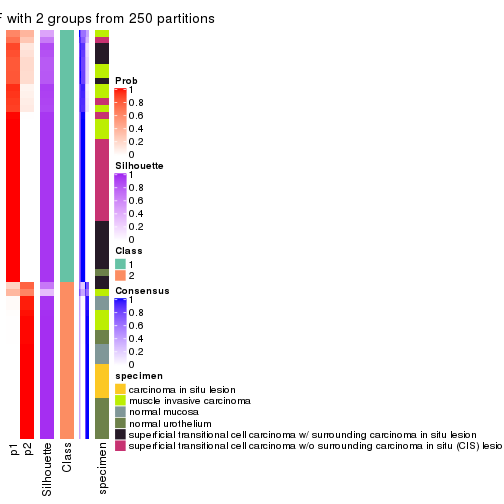 with 2 groups from 250 partitions
Prob
1
0.8
0.6
0.4
0.2
0
Silhouette
1
0.8
0.6
0.4
0.2
0
Class
1
2
Consensus
1
0.8
0.6
0.4
0.2
0
specimen
carcinoma in situ lesion
muscle invasive carcinoma
normal mucosa
normal urothelium
superficial transitional cell carcinoma w/ surrounding carcinoma in situ lesion
superficial transitional cell carcinoma w/o surrounding carcinoma in situ (CIS) lesio
p1
p2
Silhouette
Class
specimen